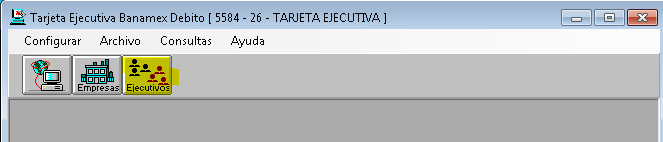 Tarjeta Ejecutiva Banamex Debito [ 5584 - 26 - TARJETA EJECUTIVA ]
Configurar Archivo Consultas Ayuda
Empresas Ejecutivos